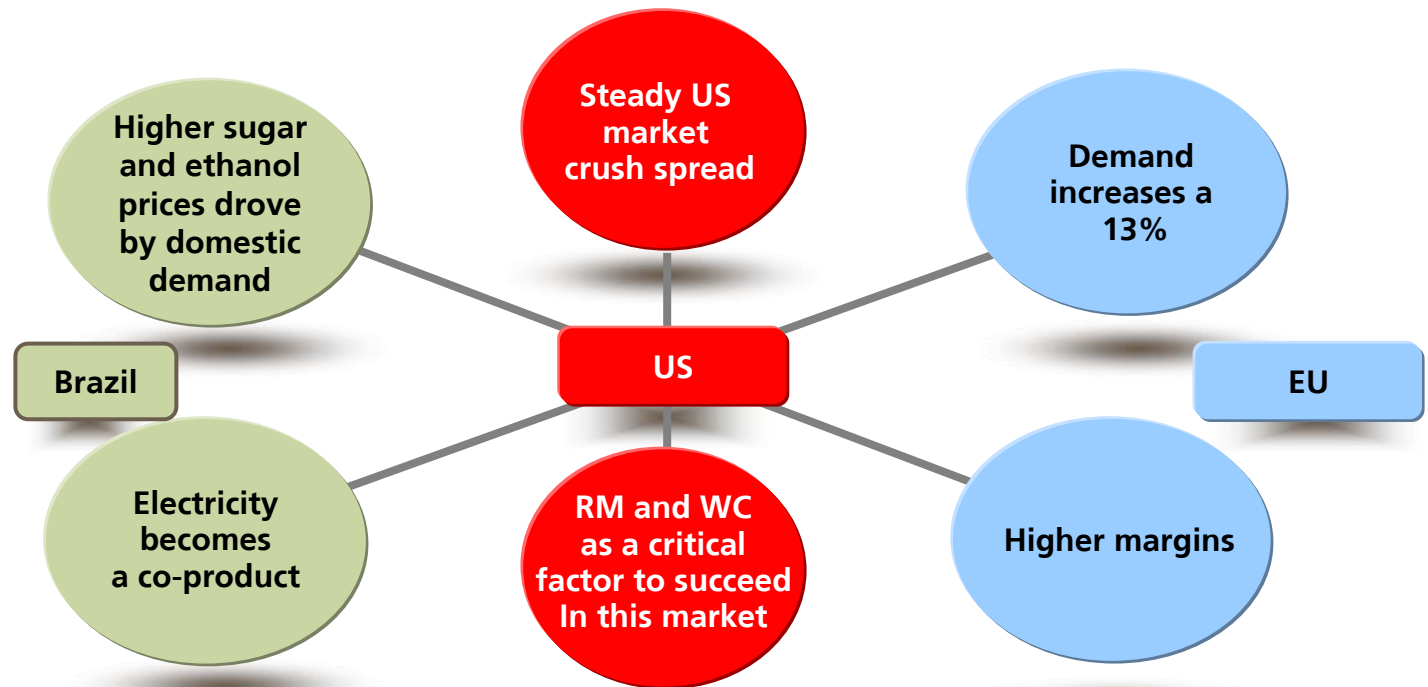 Higher sugar
and ethanol
prices drove
by domestic
demand
Steady US
market
crush spread
Demand
increases a
13%
Brazil
US
EU
Electricity
becomes
a co-product
RM and WC
as a critical
factor to succeed
In this market
Higher margins